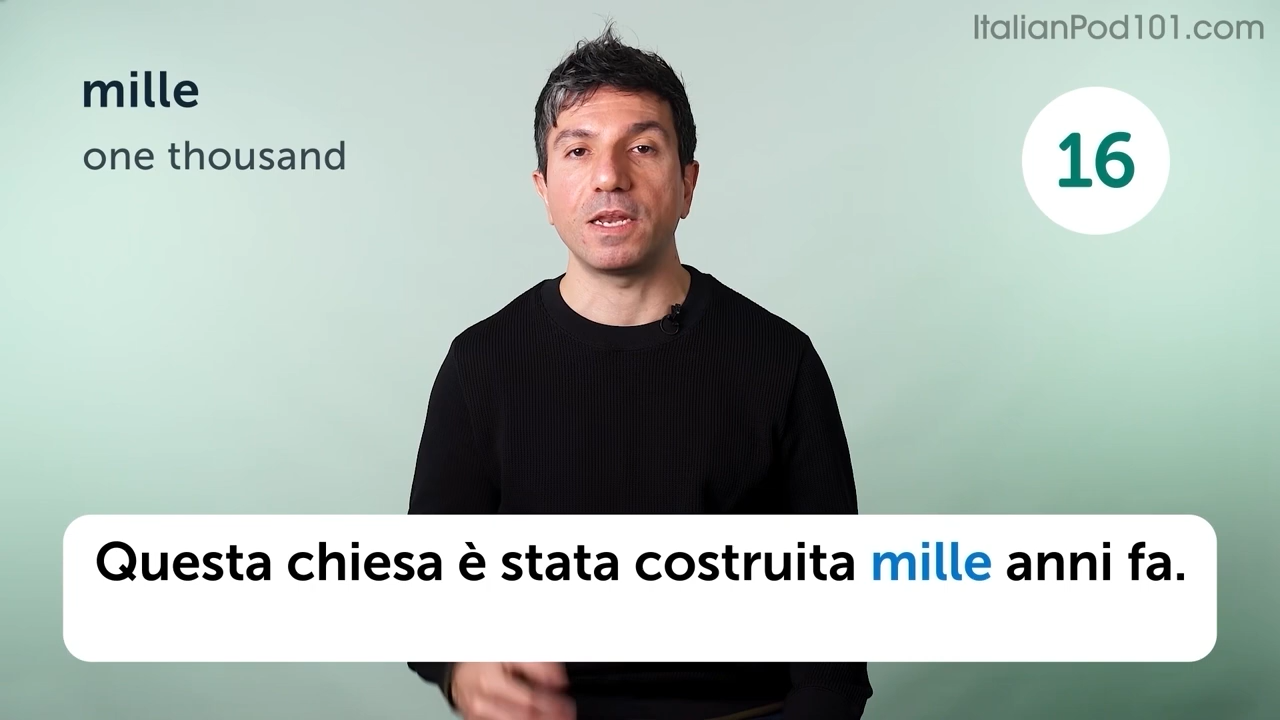 ItalianPod101.com
mille
one thousand
16
Questa chiesa è stata costruita mille anni fa.